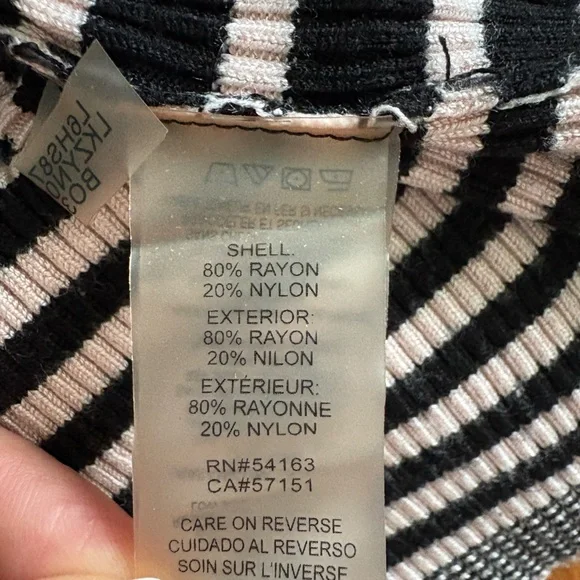 SHELL:
80% RAYON
20% NYLON
EXTERIOR:
80% RAYON
20% NILON
EXTÉRIEUR:
80% RAYONNE
20% NYLON
RN#54163
CA#57151
CARE ON REVERSE
CUIDADO AL REVERSO
SOIN SUR L'INVERSE